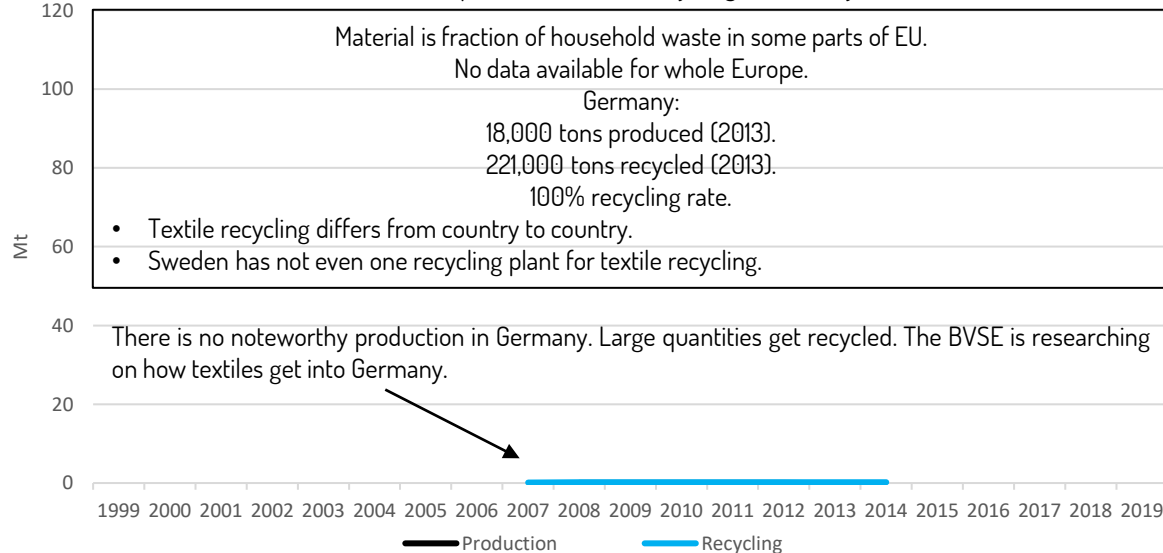 120
Material is fraction of household waste in some parts of EU.
No data available for whole Europe.
100
Germany:
18,000 tons produced (2013).
80
221,000 tons recycled (2013).
100% recycling rate.
• Textile recycling differs from country to country.
60
• Sweden has not even one recycling plant for textile recycling.
Mt
40
There is no noteworthy production in Germany. Large quantities get recycled. The BVSE is researching
on how textiles get into Germany.
20
0
1999 2000 2001 2002 2003 2004 2005 2006 2007 2008 2009 2010 2011 2012 2013 2014 2015 2016 2017 2018 2019
Production Recycling